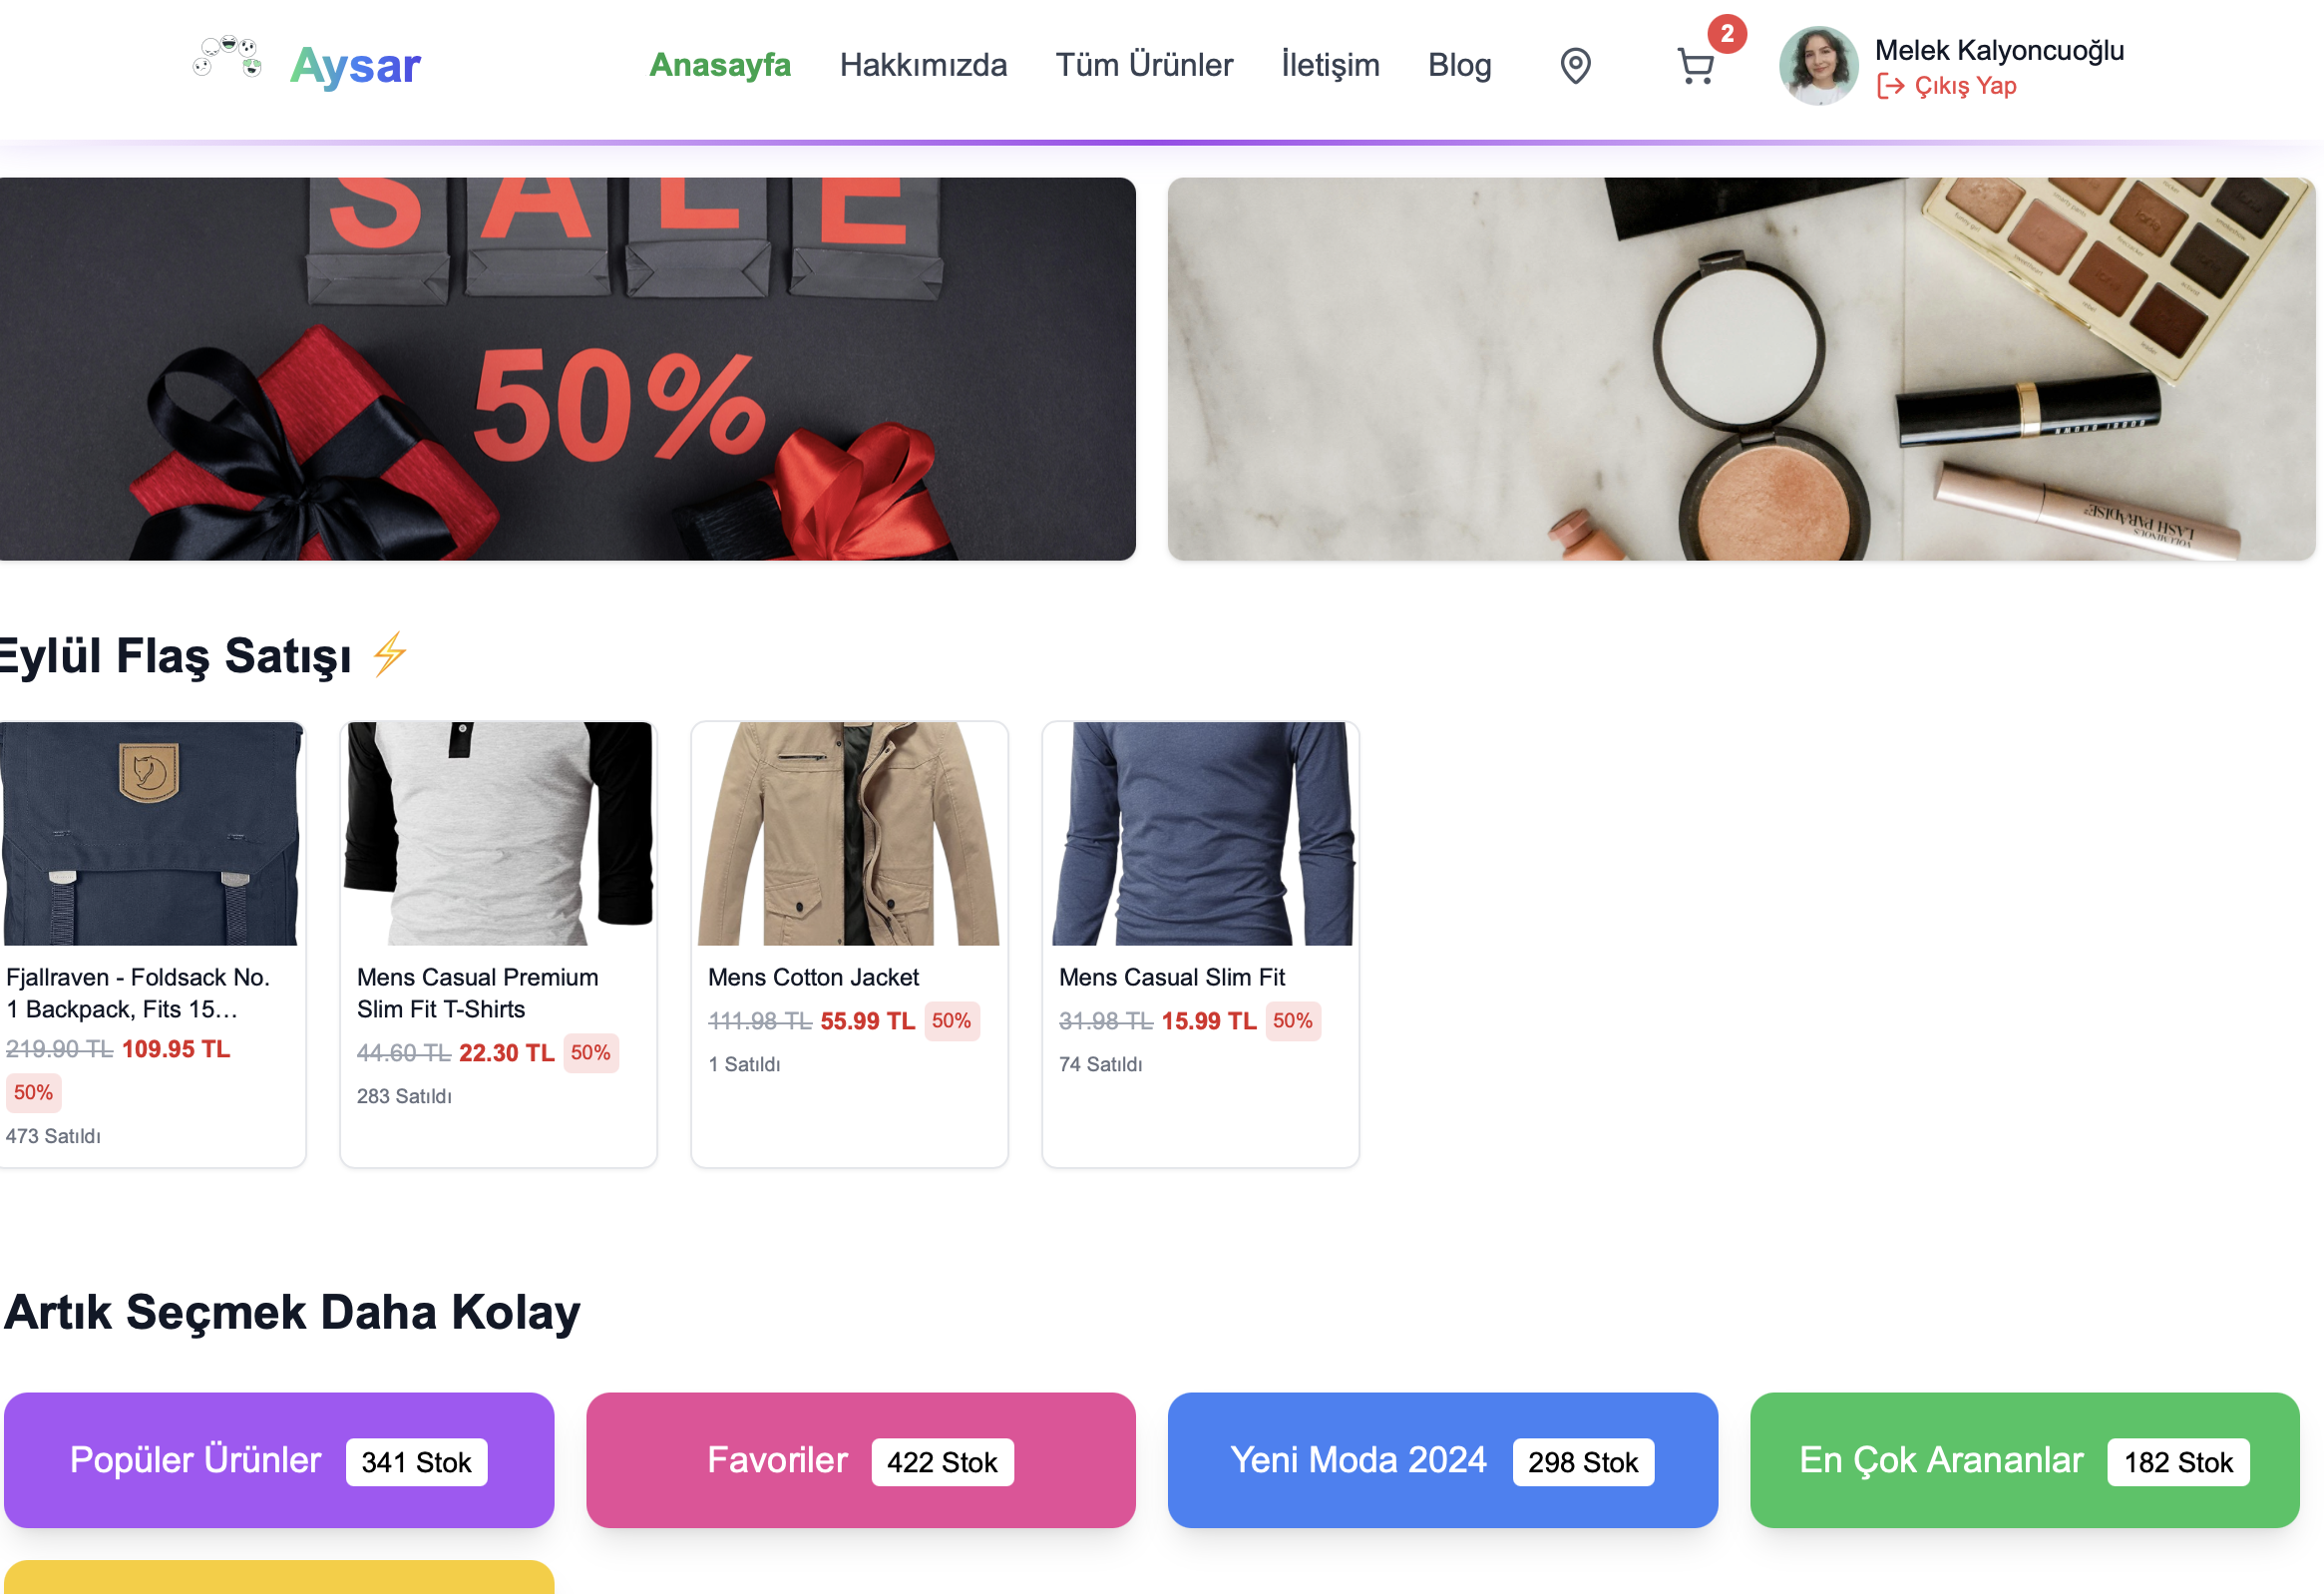 Aysar
Anasayfa
Hakkımızda
Tüm Ürünler
İletişim
Blog
2
Melek Kalyoncuoğlu
Çıkış Yap
SALE
50%
BOBBI BROWN
VOLUMINOUS
LASH PARADISE
Eylül Flaş Satışı ⚡
Fjallraven - Foldsack No.
1 Backpack, Fits 15...
219.90 TL 109.95 TL
50%
473 Satıldı
Mens Casual Premium
Slim Fit T-Shirts
44.60 TL 22.30 TL 50%
283 Satıldı
Mens Cotton Jacket
111.98 TL 55.99 TL 50%
1 Satıldı
Mens Casual Slim Fit
31.98 TL 15.99 TL 50%
74 Satıldı
Artık Seçmek Daha Kolay
Popüler Ürünler 341 Stok
Favoriler 422 Stok
Yeni Moda 2024 298 Stok
En Çok Arananlar 182 Stok